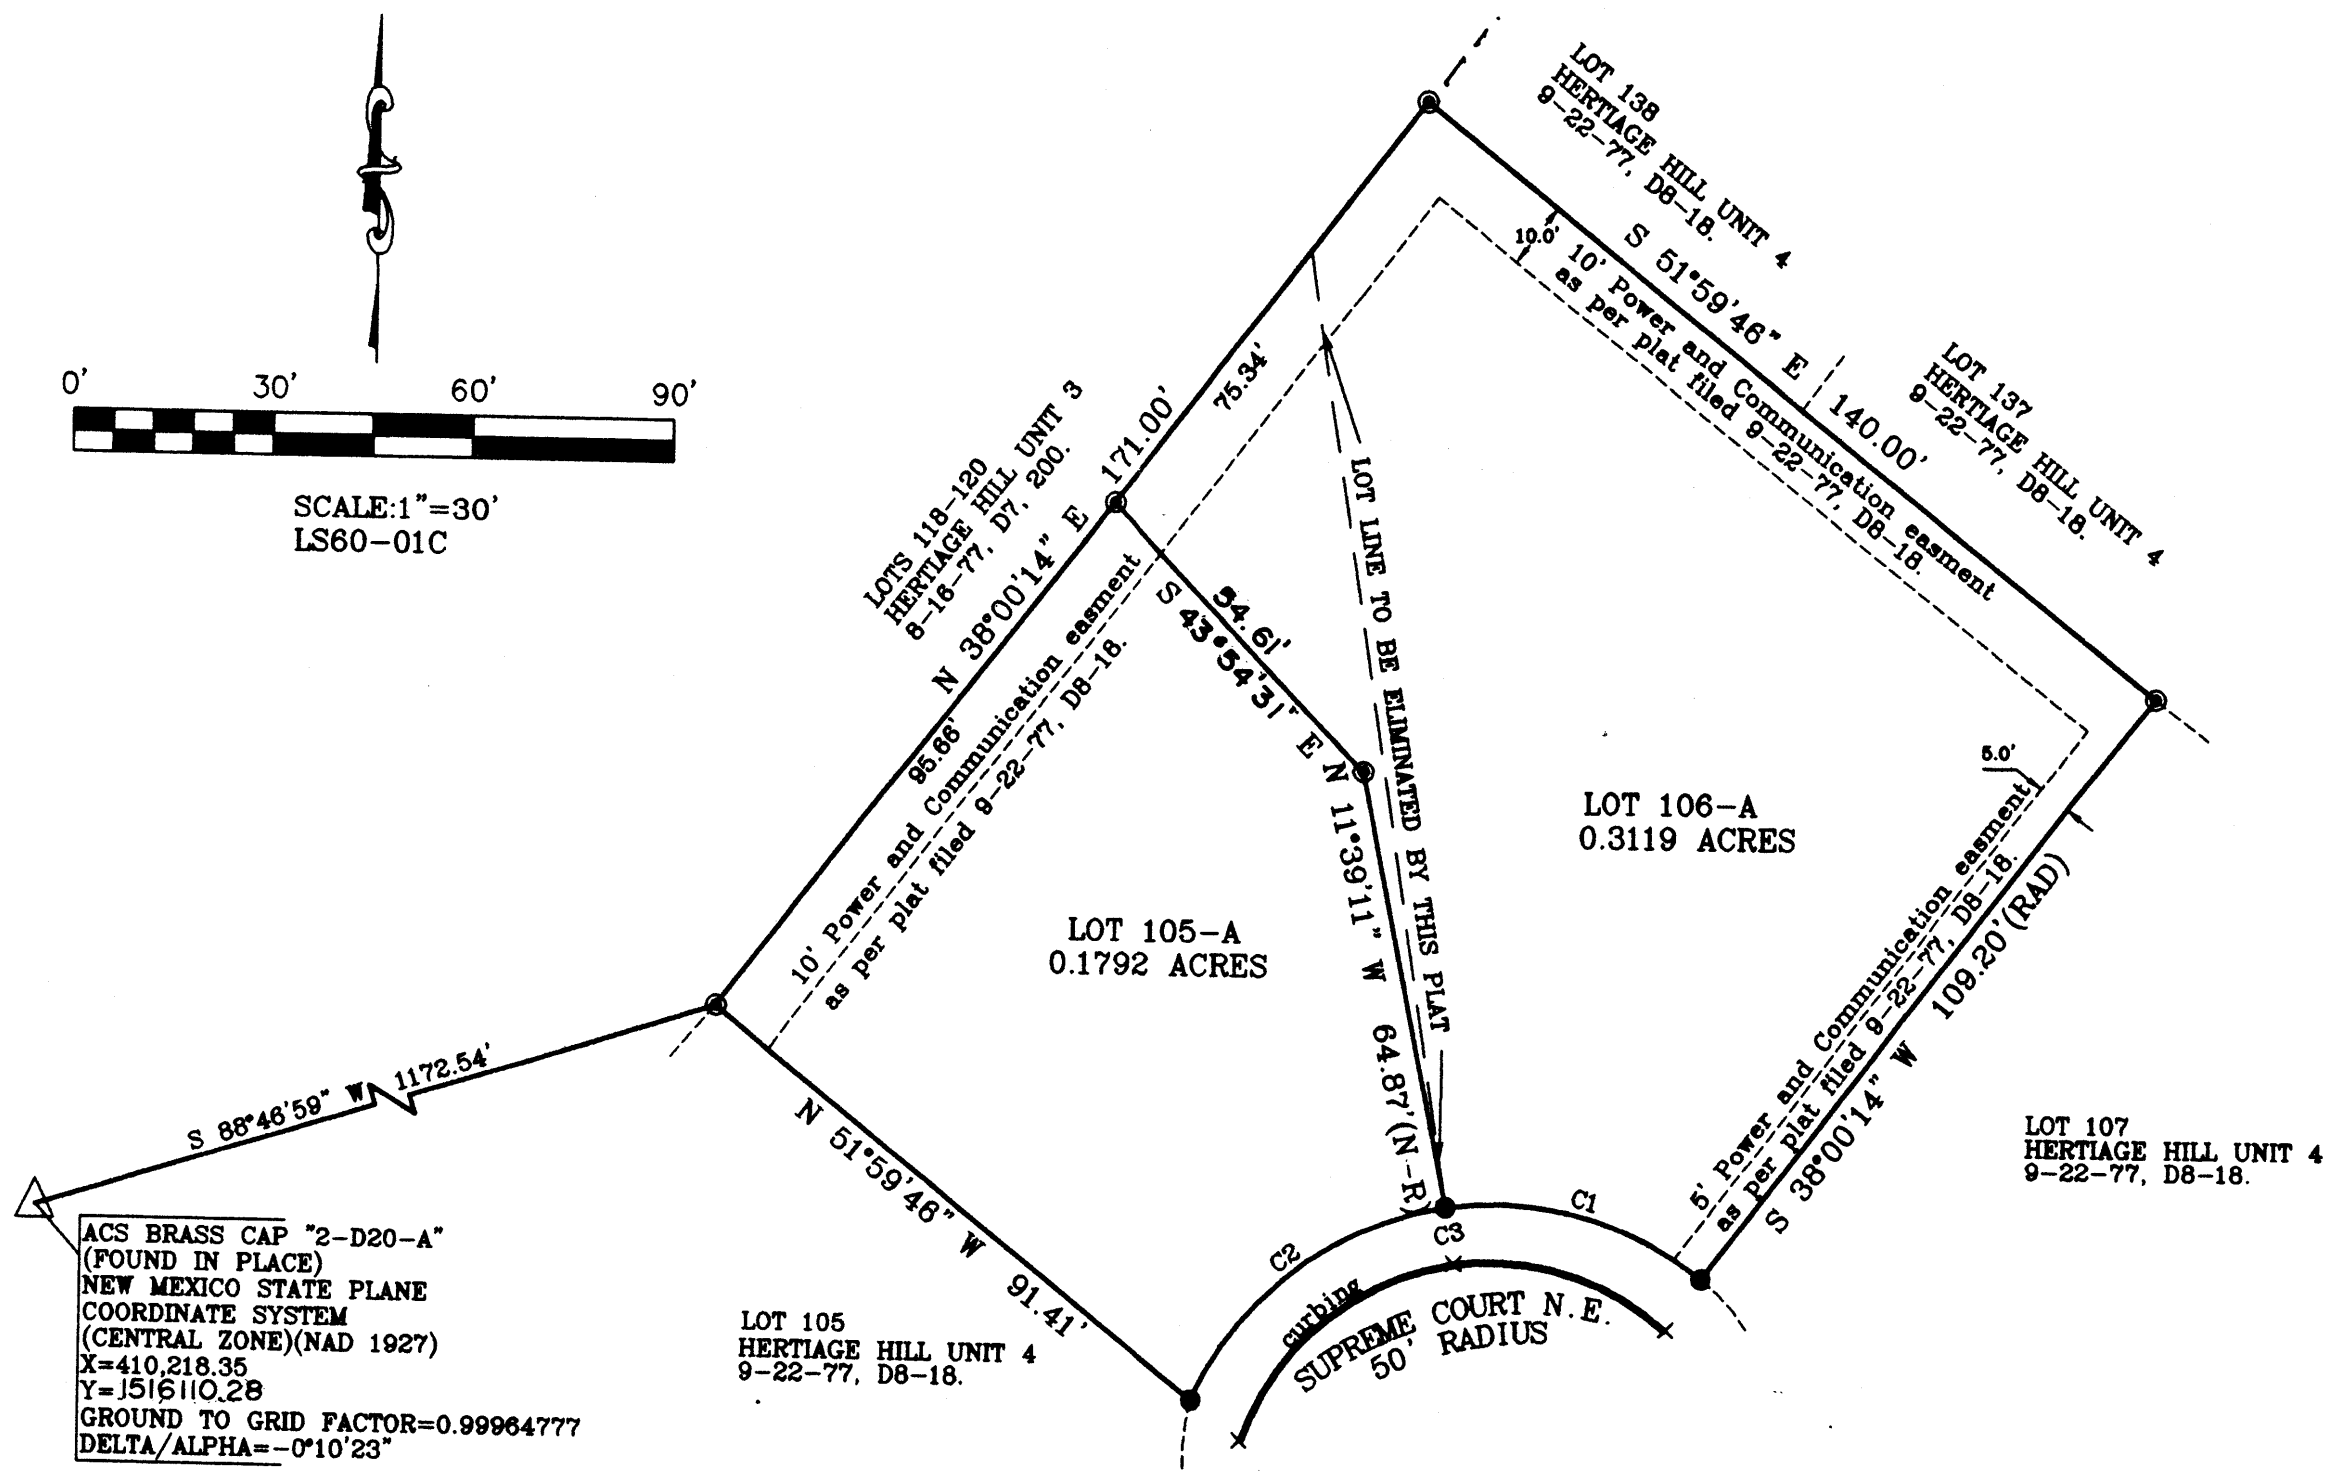 0' 30' 60' 90'
SCALE:1"=30'
LS60-01C
LOT 138
HERTIAGE HILL UNIT 4
9-22-77, D8-18.
S 51°59'46" E 140.00'
10.0'
10' Power and Communication easment
as per plat filed 9-22-77, D8-18.
LOT 137
HERTIAGE HILL UNIT 4
9-22-77, D8-18.
LOTS 118-120
HERTIAGE HILL UNIT 3
8-16-77, D7, 200.
N 38°00'14" E 171.00'
75.34'
95.66'
10' Power and Communication easment
as per plat filed 9-22-77, D8-18.
54.61'
S 43°54'31" E
LOT LINE TO BE ELIMINATED BY THIS PLAT
N 11°39'11" W 64.87'(N-R)
LOT 106-A
0.3119 ACRES
LOT 105-A
0.1792 ACRES
5.0'
5' Power and Communication easment
as per plat filed 9-22-77, D8-18.
S 38°00'14" W 109.20'(RAD)
LOT 107
HERTIAGE HILL UNIT 4
9-22-77, D8-18.
S 88°46'59" W 1172.54'
N 51°59'46" W 91.41'
C1
C2
C3
curbing
SUPREME COURT N.E.
50' RADIUS
LOT 105
HERTIAGE HILL UNIT 4
9-22-77, D8-18.
ACS BRASS CAP "2-D20-A"
(FOUND IN PLACE)
NEW MEXICO STATE PLANE
COORDINATE SYSTEM
(CENTRAL ZONE)(NAD 1927)
X=410,218.35
Y=1516110.28
GROUND TO GRID FACTOR=0.99964777
DELTA/ALPHA=-0°10'23"